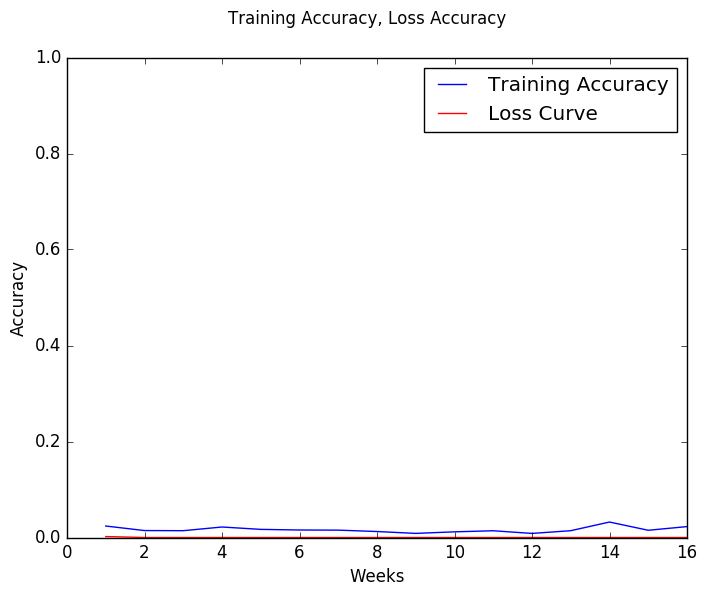 Training Accuracy, Loss Accuracy
1.0
Training Accuracy
Loss Curve
0.8
0.6
Accuracy
0.4
0.2
0.0
0 2 4 6 8 10 12 14 16
Weeks